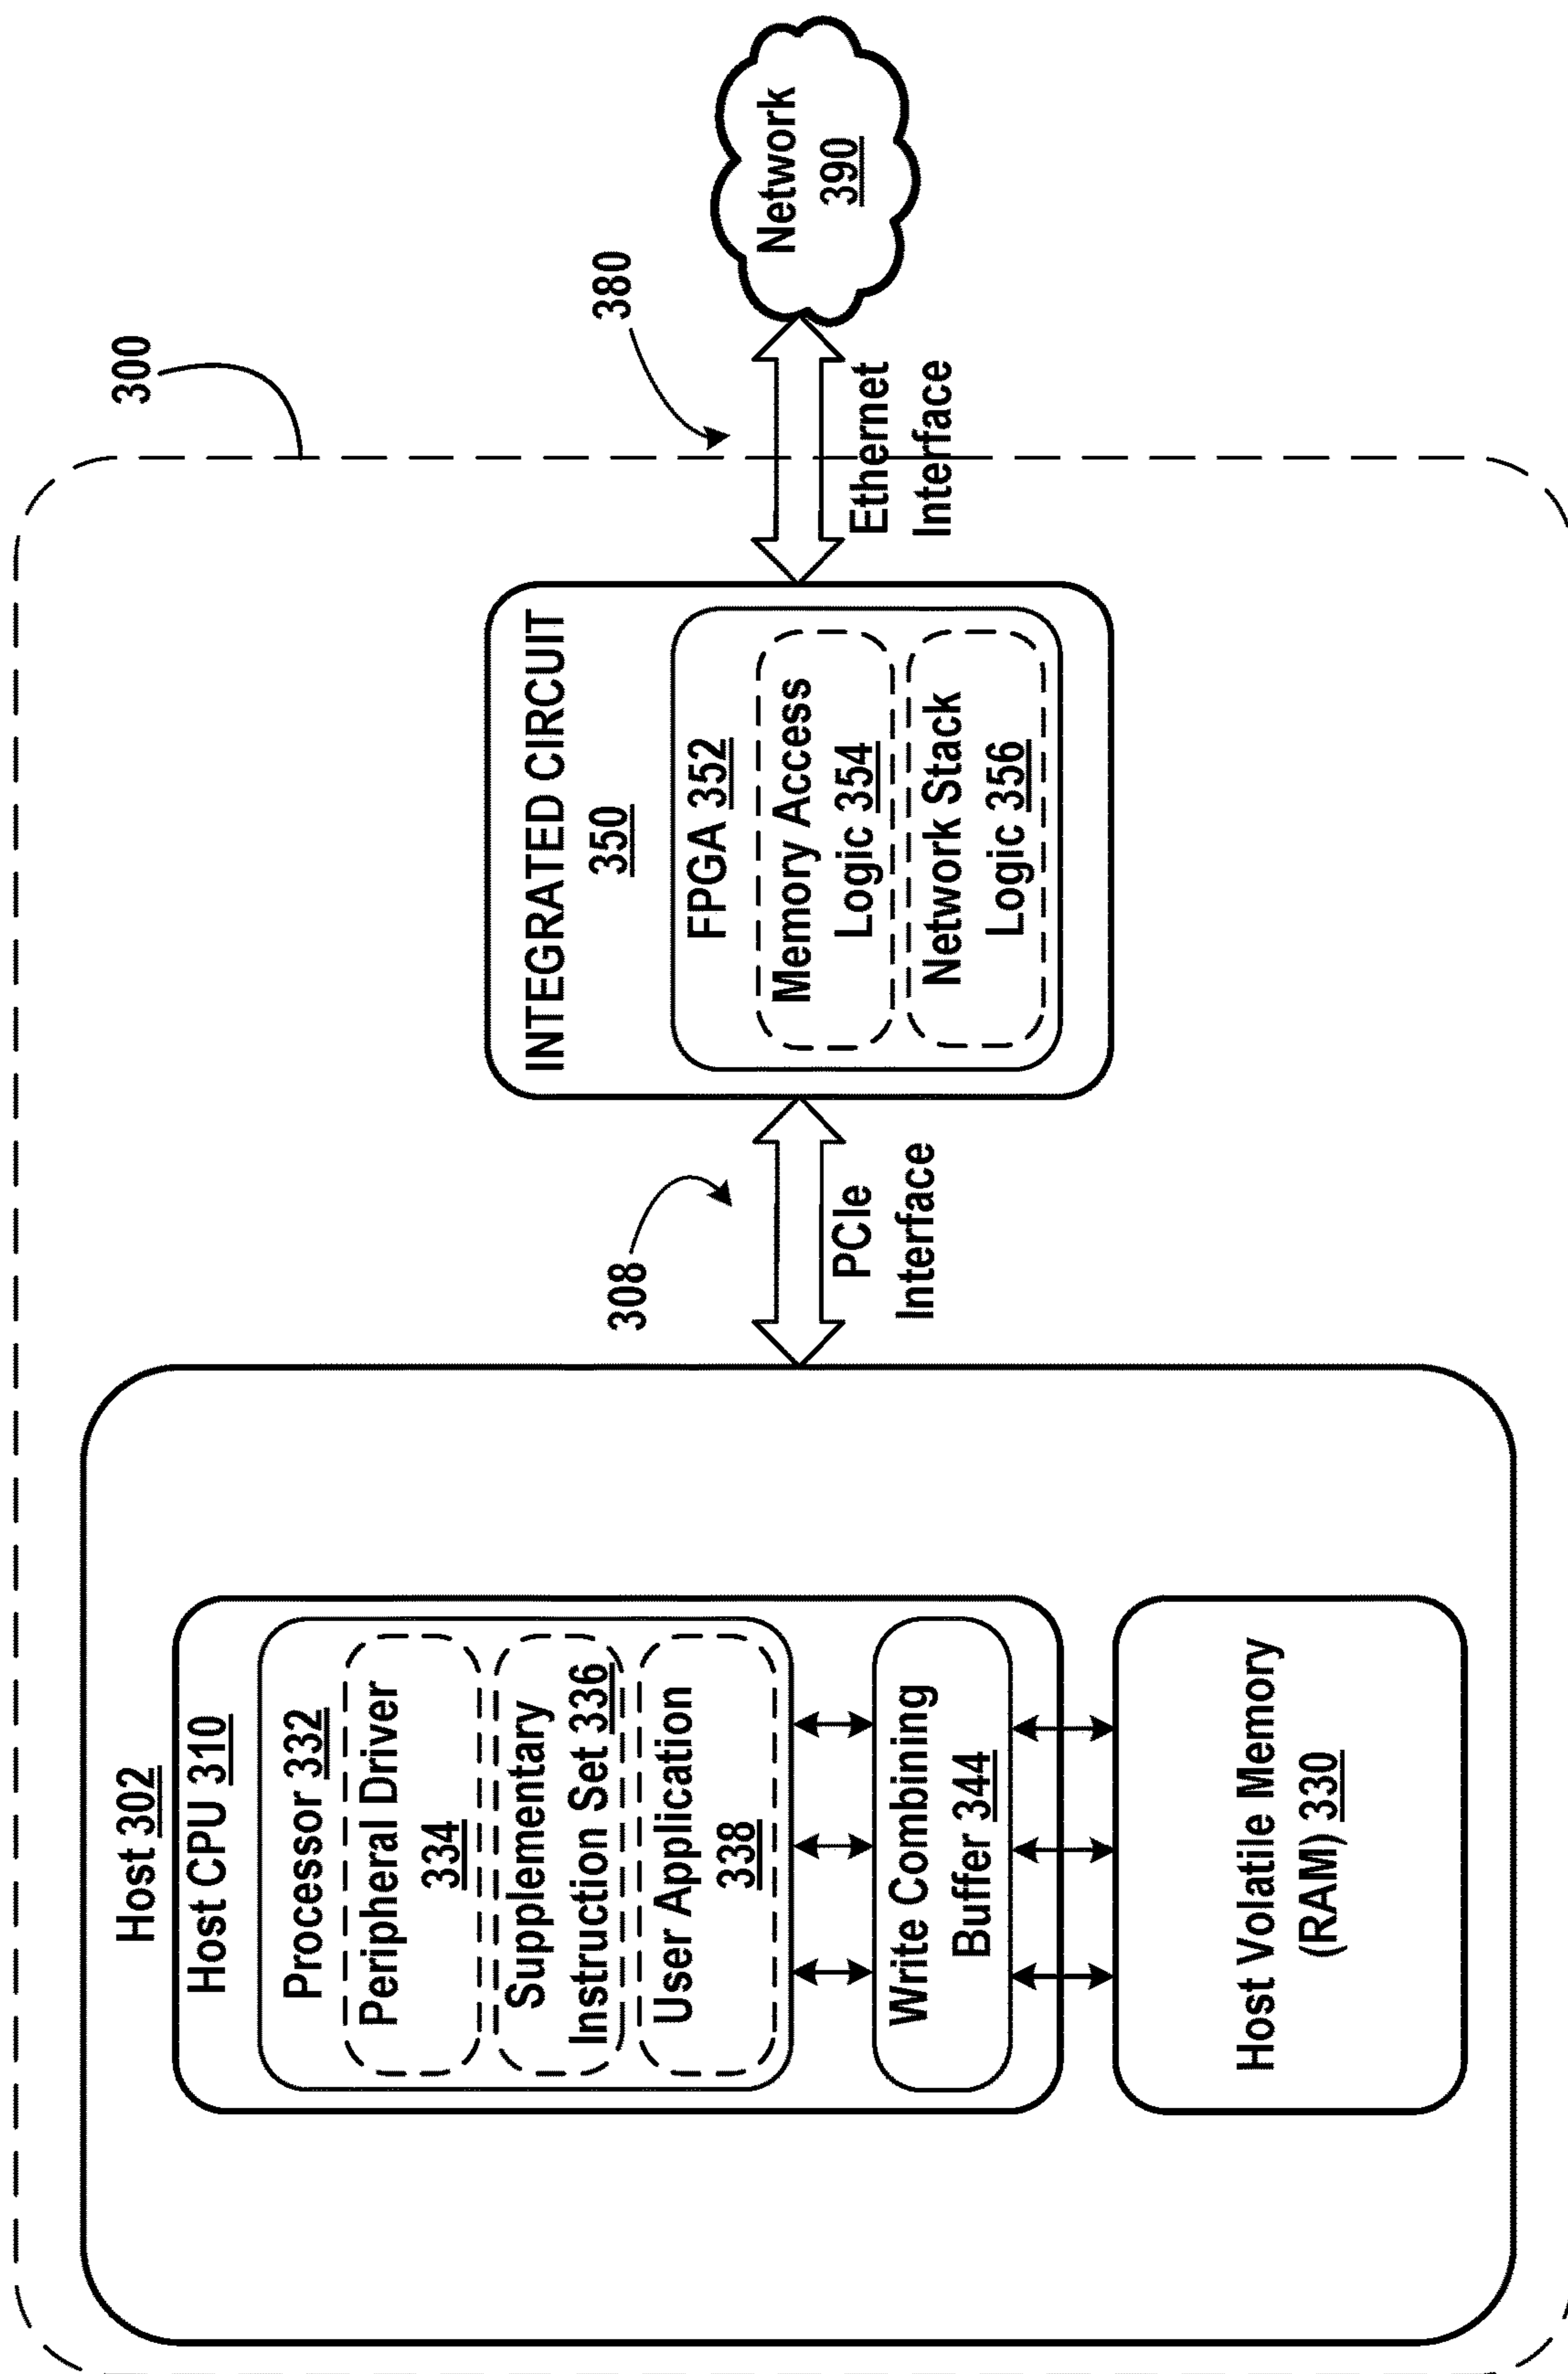 300
Host 302
Host CPU 310
Processor 332
Peripheral Driver
334
Supplementary
Instruction Set 336
User Application
338
Write Combining
Buffer 344
Host Volatile Memory
(RAM) 330
308
PCIe
Interface
INTEGRATED CIRCUIT
350
FPGA 352
Memory Access
Logic 354
Network Stack
Logic 356
380
Ethernet
Interface
Network
390